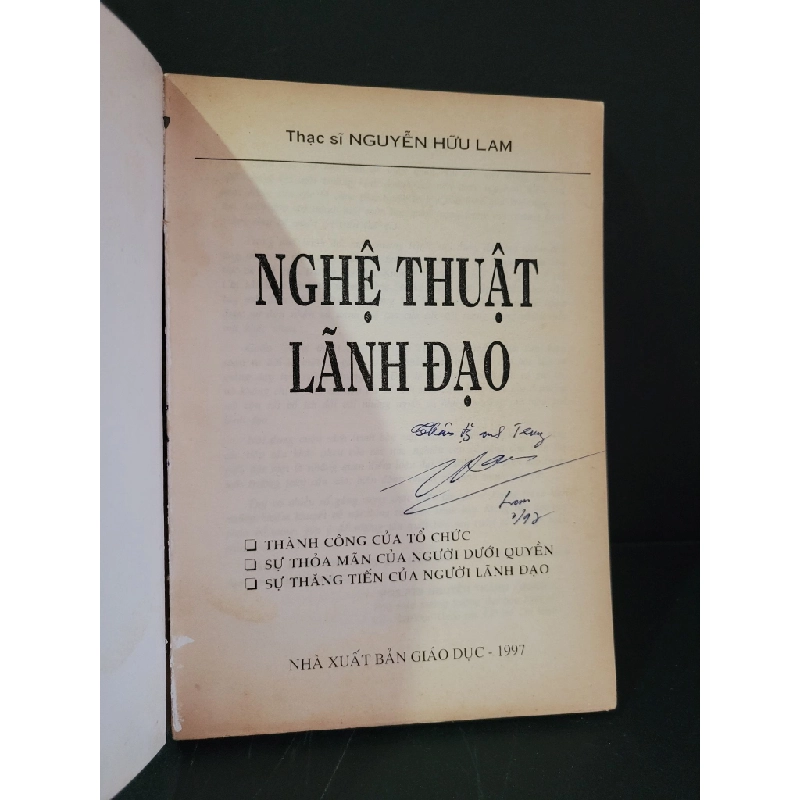 Thạc sĩ NGUYỄN HỮU LAM
NGHỆ THUẬT
LÃNH ĐẠO
Lam
❑ THÀNH CÔNG CỦA TỔ CHỨC
❑ SỰ THỎA MÃN CỦA NGƯỜI DƯỚI QUYỀN
❑ SỰ THĂNG TIẾN CỦA NGƯỜI LÃNH ĐẠO
NHÀ XUẤT BẢN GIÁO DỤC - 1997